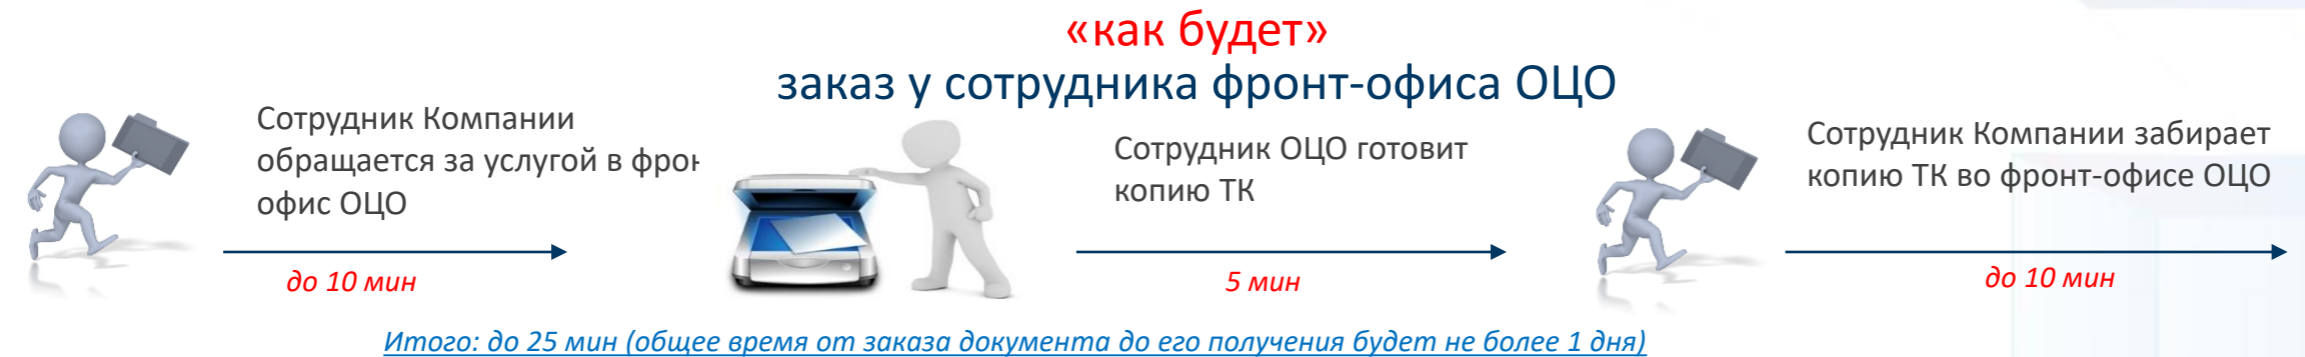 «как будет»
заказ у сотрудника фронт-офиса ОЦО
Сотрудник Компании
обращается за услугой в фрон
офис ОЦО
до 10 мин
Сотрудник ОЦО готовит
копию ТК
5 мин
Сотрудник Компании забирает
копию ТК во фронт-офисе ОЦО
до 10 мин
Итого: до 25 мин (общее время от заказа документа до его получения будет не более 1 дня)